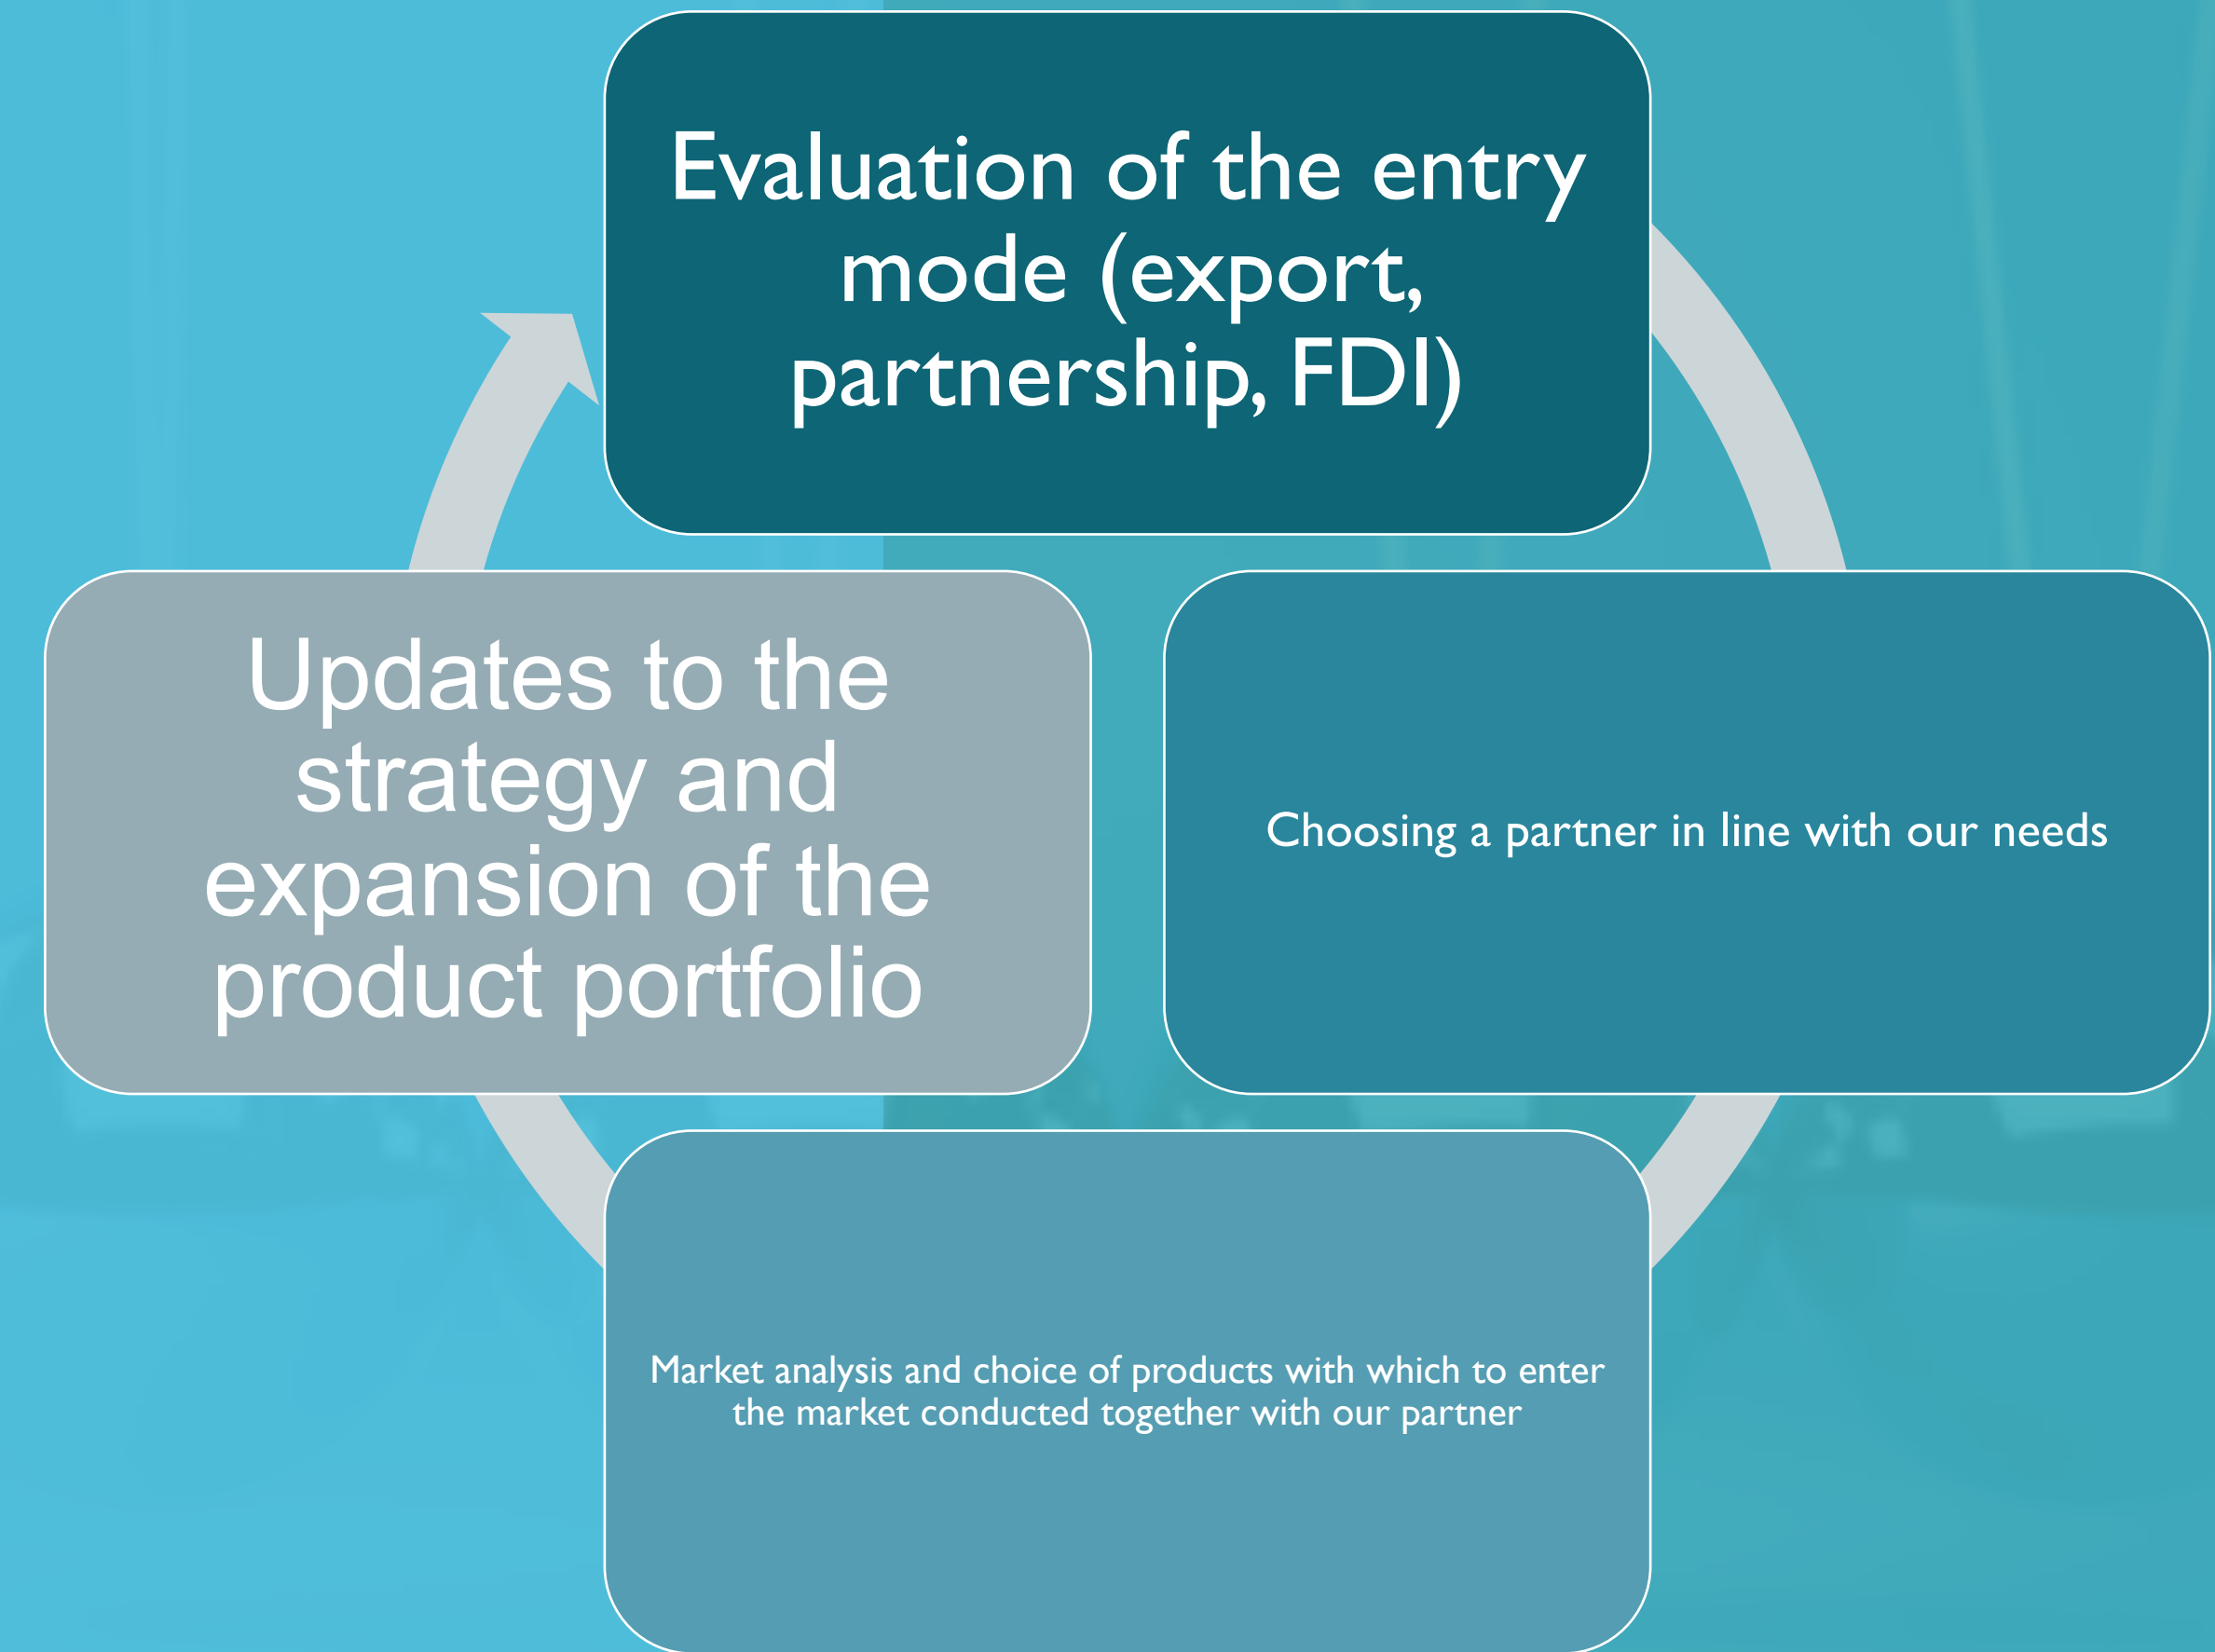 Evaluation of the entry
mode (export,
partnership, FDI)
Choosing a partner in line with our needs
Market analysis and choice of products with which to enter
the market conducted together with our partner
Updates to the
strategy and
expansion of the
product portfolio